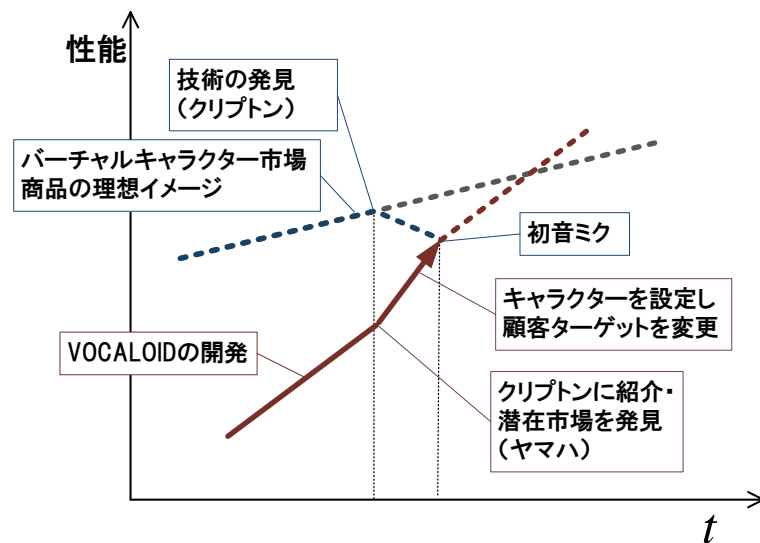 性能
技術の発見
(クリプトン)
バーチャルキャラクター市場
商品の理想イメージ
初音ミク
キャラクターを設定し
顧客ターゲットを変更
VOCALOIDの開発
クリプトンに紹介・
潜在市場を発見
(ヤマハ)
t